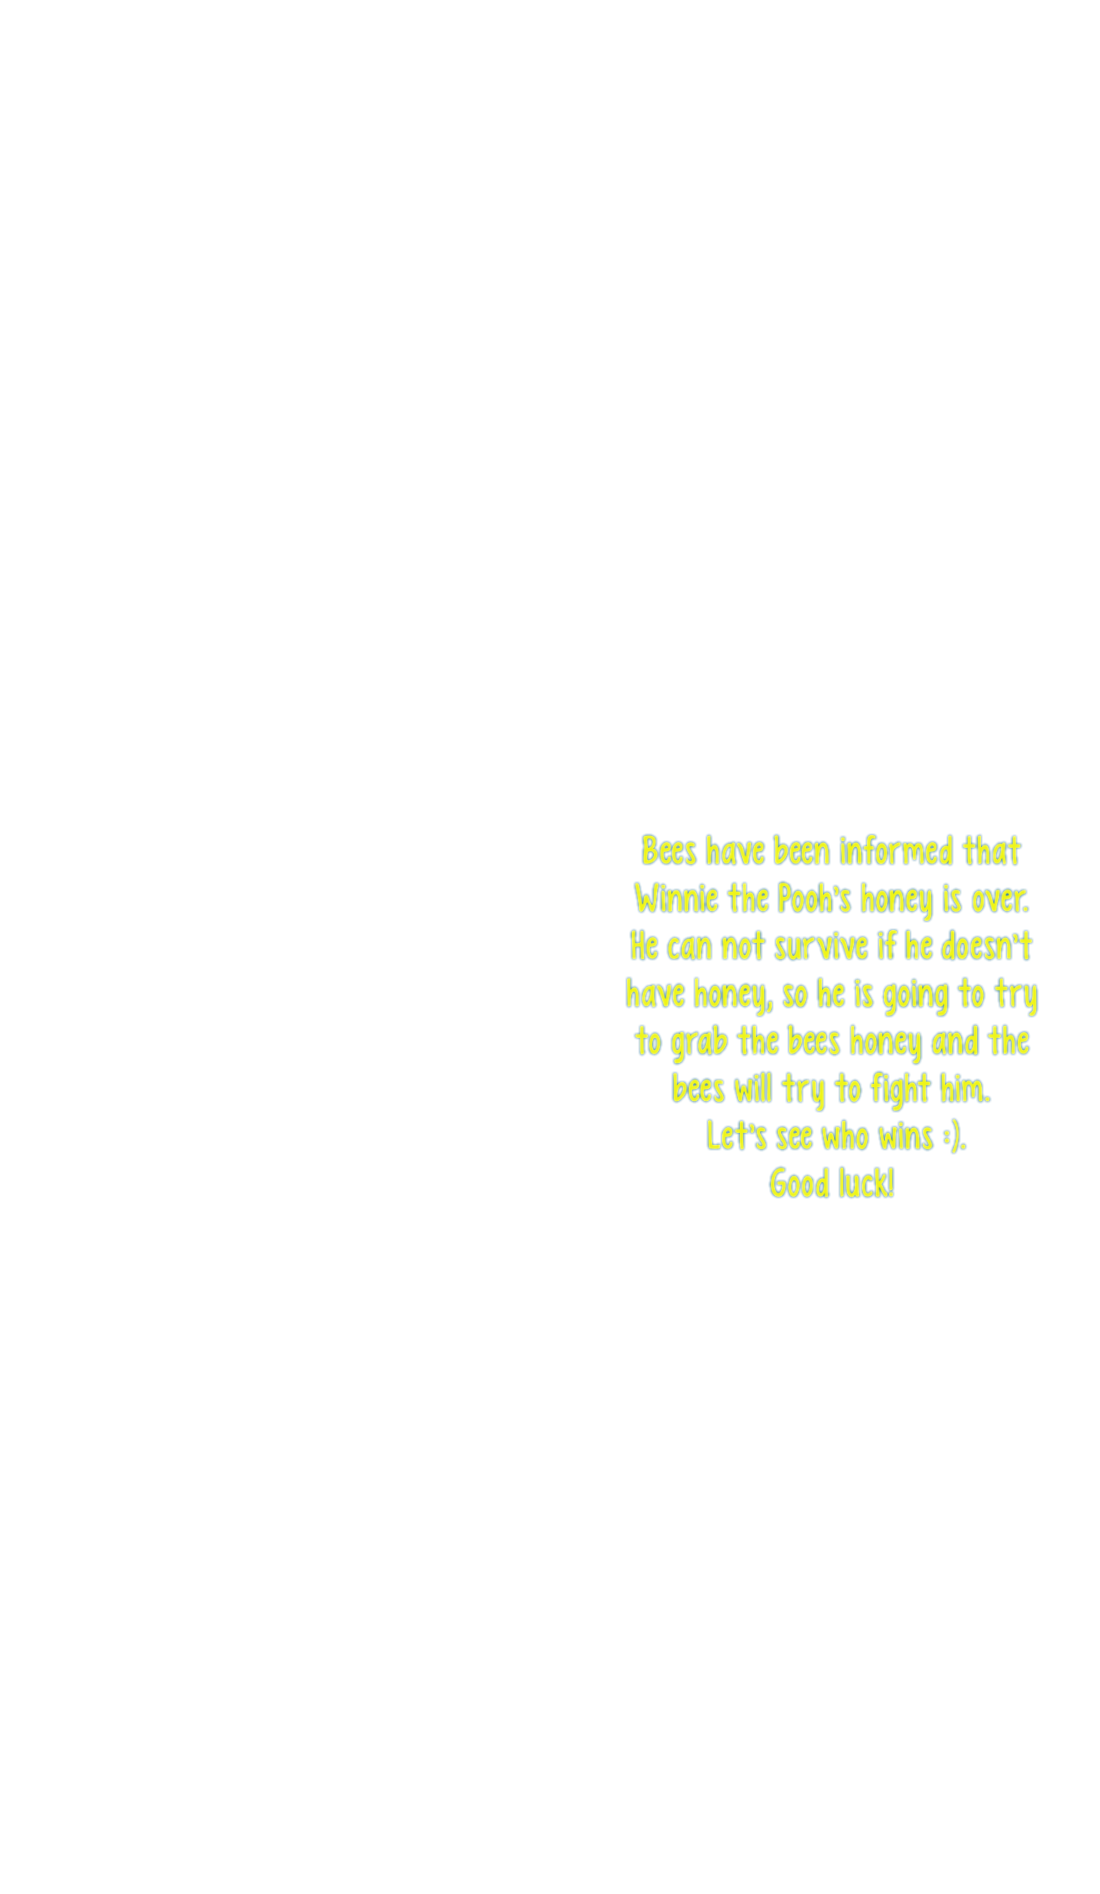 Bees have been informed that
Winnie the Pooh's honey is over.
He can not survive if he doesn't
have honey, so he is going to try
to grab the bees honey and the
bees will try to fight him.
Let's see who wins :).
Good luck!